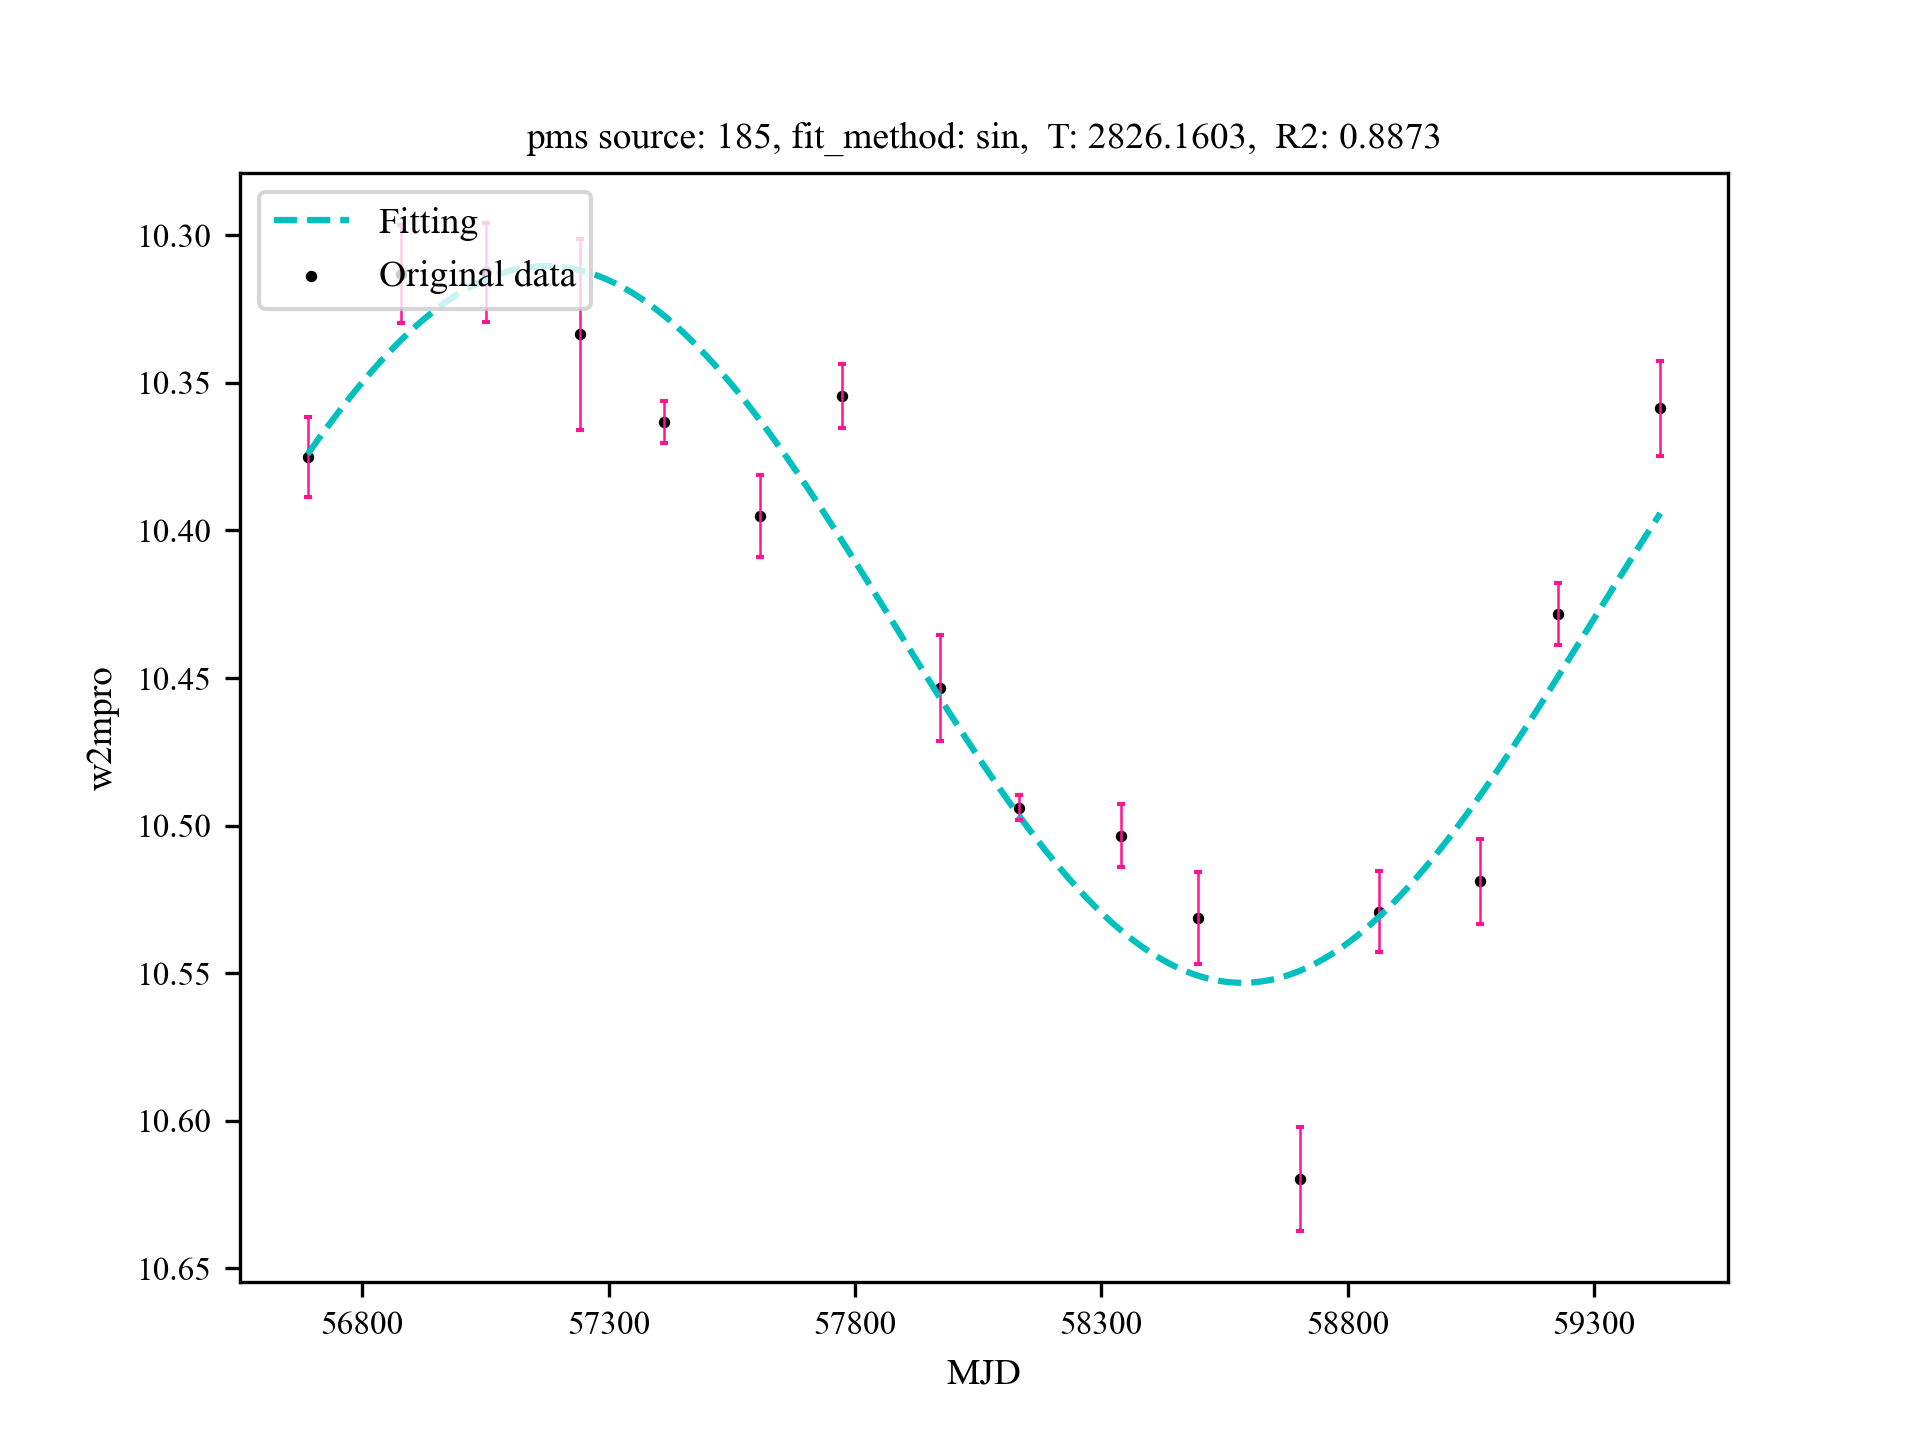 pms source: 185, fit_method: sin, T: 2826.1603, R2: 0.8873
Fitting
Original data
10.30
10.35
10.40
10.45
10.50
10.55
10.60
10.65
w2mpro
56800 57300 57800 58300 58800 59300
MJD